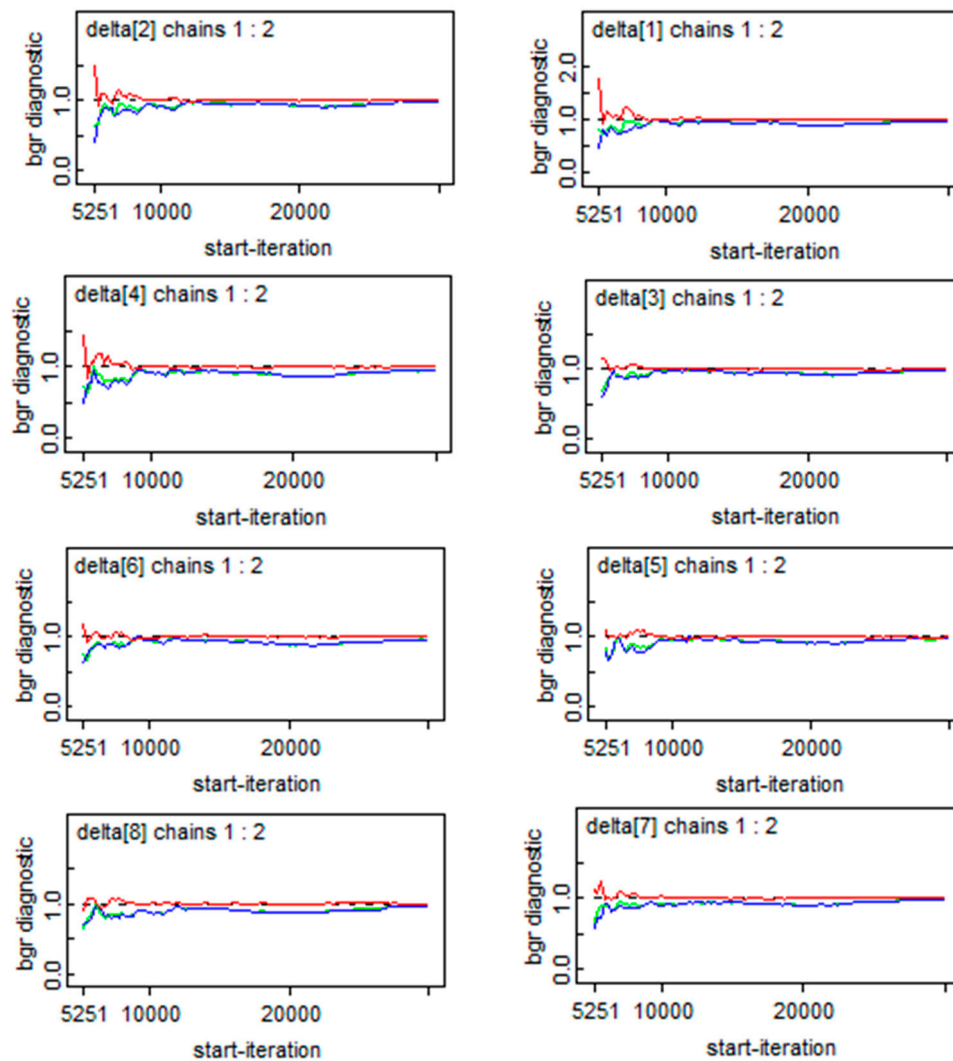 delta[2] chains 1 : 2
bgr diagnostic
1.0
0.0
5251 10000 20000
start-iteration
delta[1] chains 1 : 2
bgr diagnostic
2.0
1.0
0.0
5251 10000 20000
start-iteration
delta[4] chains 1 : 2
bgr diagnostic
1.0
0.0
5251 10000 20000
start-iteration
delta[3] chains 1 : 2
bgr diagnostic
1.0
0.0
5251 10000 20000
start-iteration
delta[6] chains 1 : 2
bgr diagnostic
1.0
0.0
5251 10000 20000
start-iteration
delta[5] chains 1 : 2
bgr diagnostic
1.0
0.0
5251 10000 20000
start-iteration
delta[8] chains 1 : 2
bgr diagnostic
1.0
0.0
5251 10000 20000
start-iteration
delta[7] chains 1 : 2
bgr diagnostic
1.0
0.0
5251 10000 20000
start-iteration